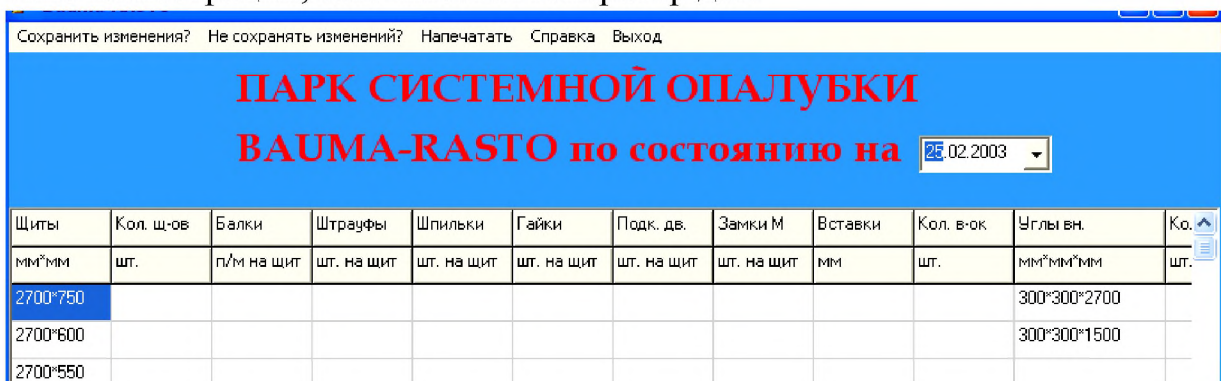 Сохранить изменения? Не сохранять изменений? Напечатать Справка Выход
ПАРК СИСТЕМНОЙ ОПАЛУБКИ
BAUMA-RASTO по состоянию на 25.02.2003
Щиты Кол. щ-ов Балки Штрауфы Шпильки Гайки Подк. дв. Замки М Вставки Кол. в-ок Углы вн. Ко.
мм*мм шт. п/м на щит шт. на щит шт. на щит шт. на щит шт. на щит шт. на щит мм шт. мм*мм*мм шт.
2700*750 300*300*2700
2700*600 300*300*1500
2700*550